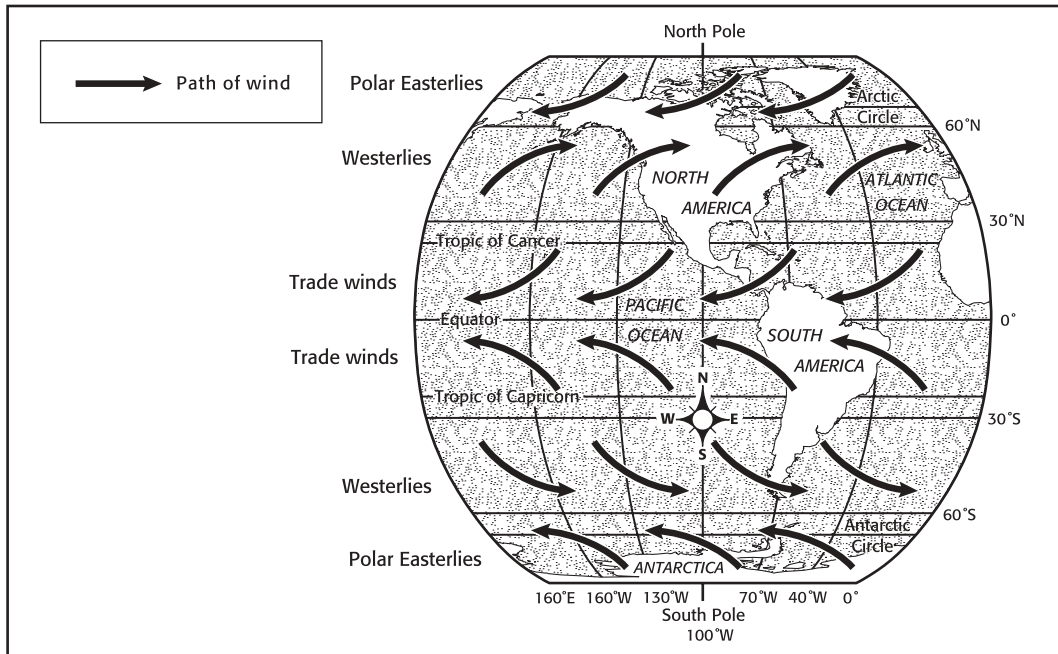 North Pole
Path of wind
Polar Easterlies
Arctic
Circle
60°N
Westerlies
NORTH
AMERICA
ATLANTIC
OCEAN
30°N
Tropic of Cancer
Trade winds
PACIFIC
OCEAN
Equator
0°
Trade winds
SOUTH
AMERICA
Tropic of Capricorn
N
W
E
S
30°S
Westerlies
60°S
Antarctic
Circle
Polar Easterlies
ANTARCTICA
160°E 160°W 130°W 70°W 40°W 0°
South Pole
100°W